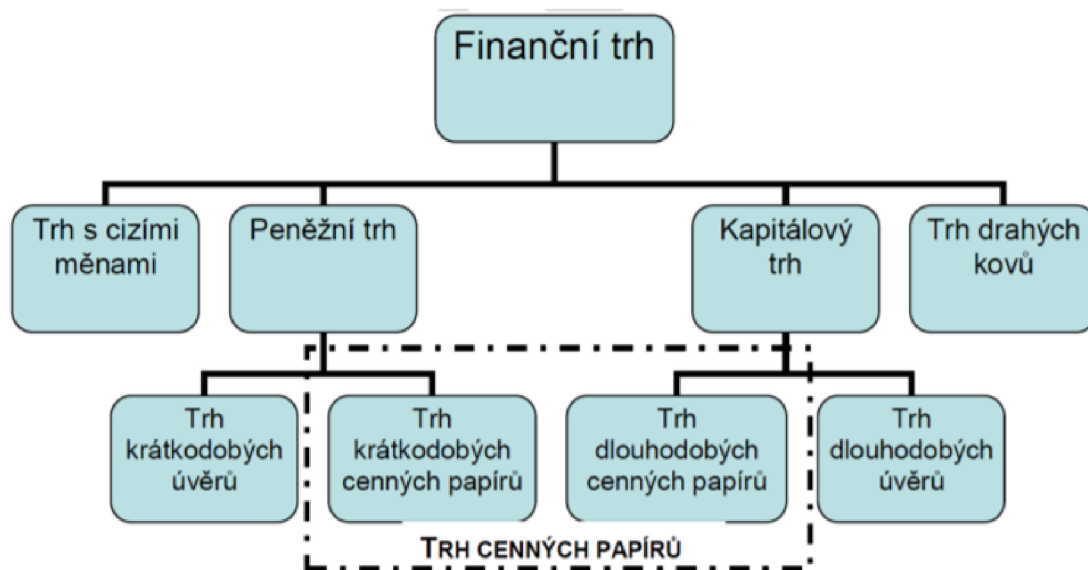 Finanční trh
Trh s cizími
měnami
Peněžní trh
Kapitálový
trh
Trh drahých
kovů
Trh
krátkodobých
úvěrů
Trh
krátkodobých
cenných papírů
Trh
dlouhodobých
cenných papírů
Trh
dlouhodobých
úvěrů
TRH CENNÝCH PAPÍRŮ